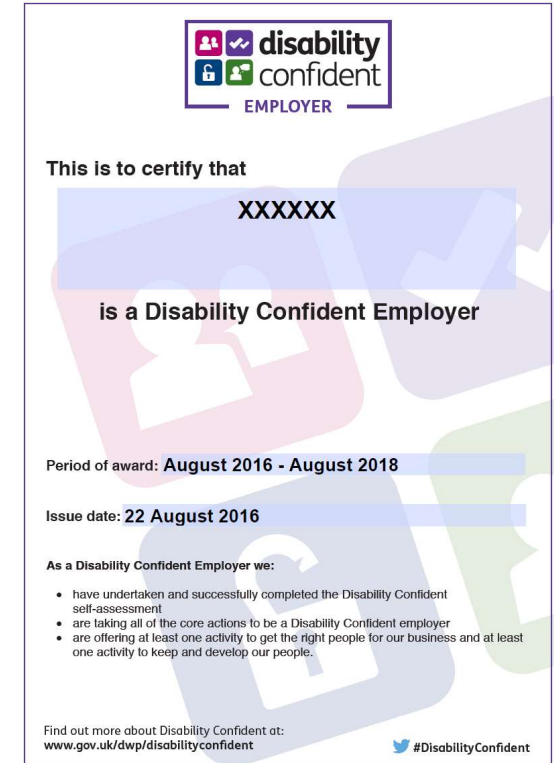 disability
confident
EMPLOYER
This is to certify that
XXXXXX
is a Disability Confident Employer
Period of award: August 2016 - August 2018
Issue date: 22 August 2016
As a Disability Confident Employer we:
• have undertaken and successfully completed the Disability Confident
self-assessment
• are taking all of the core actions to be a Disability Confident employer
• are offering at least one activity to get the right people for our business and at least
one activity to keep and develop our people.
Find out more about Disability Confident at:
www.gov.uk/dwp/disabilityconfident
#DisabilityConfident